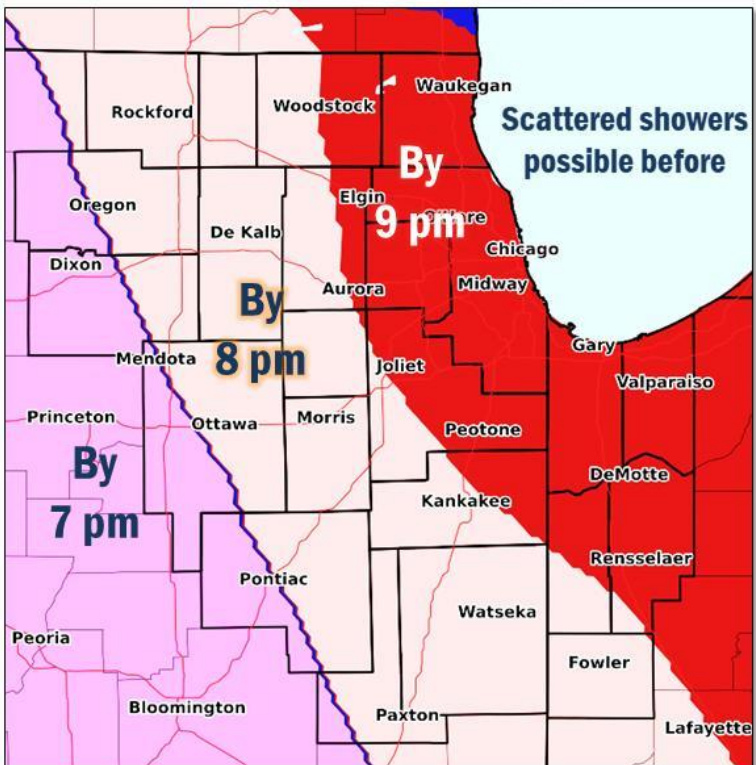 Waukegan
Rockford
Woodstock
Scattered showers
possible before
By
9 pm
Elgin
Oregon
De Kalb
Chicago
Dixon
Midway
By
8 pm
Aurora
Gary
Mendota
Joliet
Valparaiso
Princeton
Ottawa
Morris
Peotone
By
7 pm
DeMotte
Kankakee
Rensselaer
Pontiac
Watseka
Peoria
Fowler
Bloomington
Paxton
Lafayette